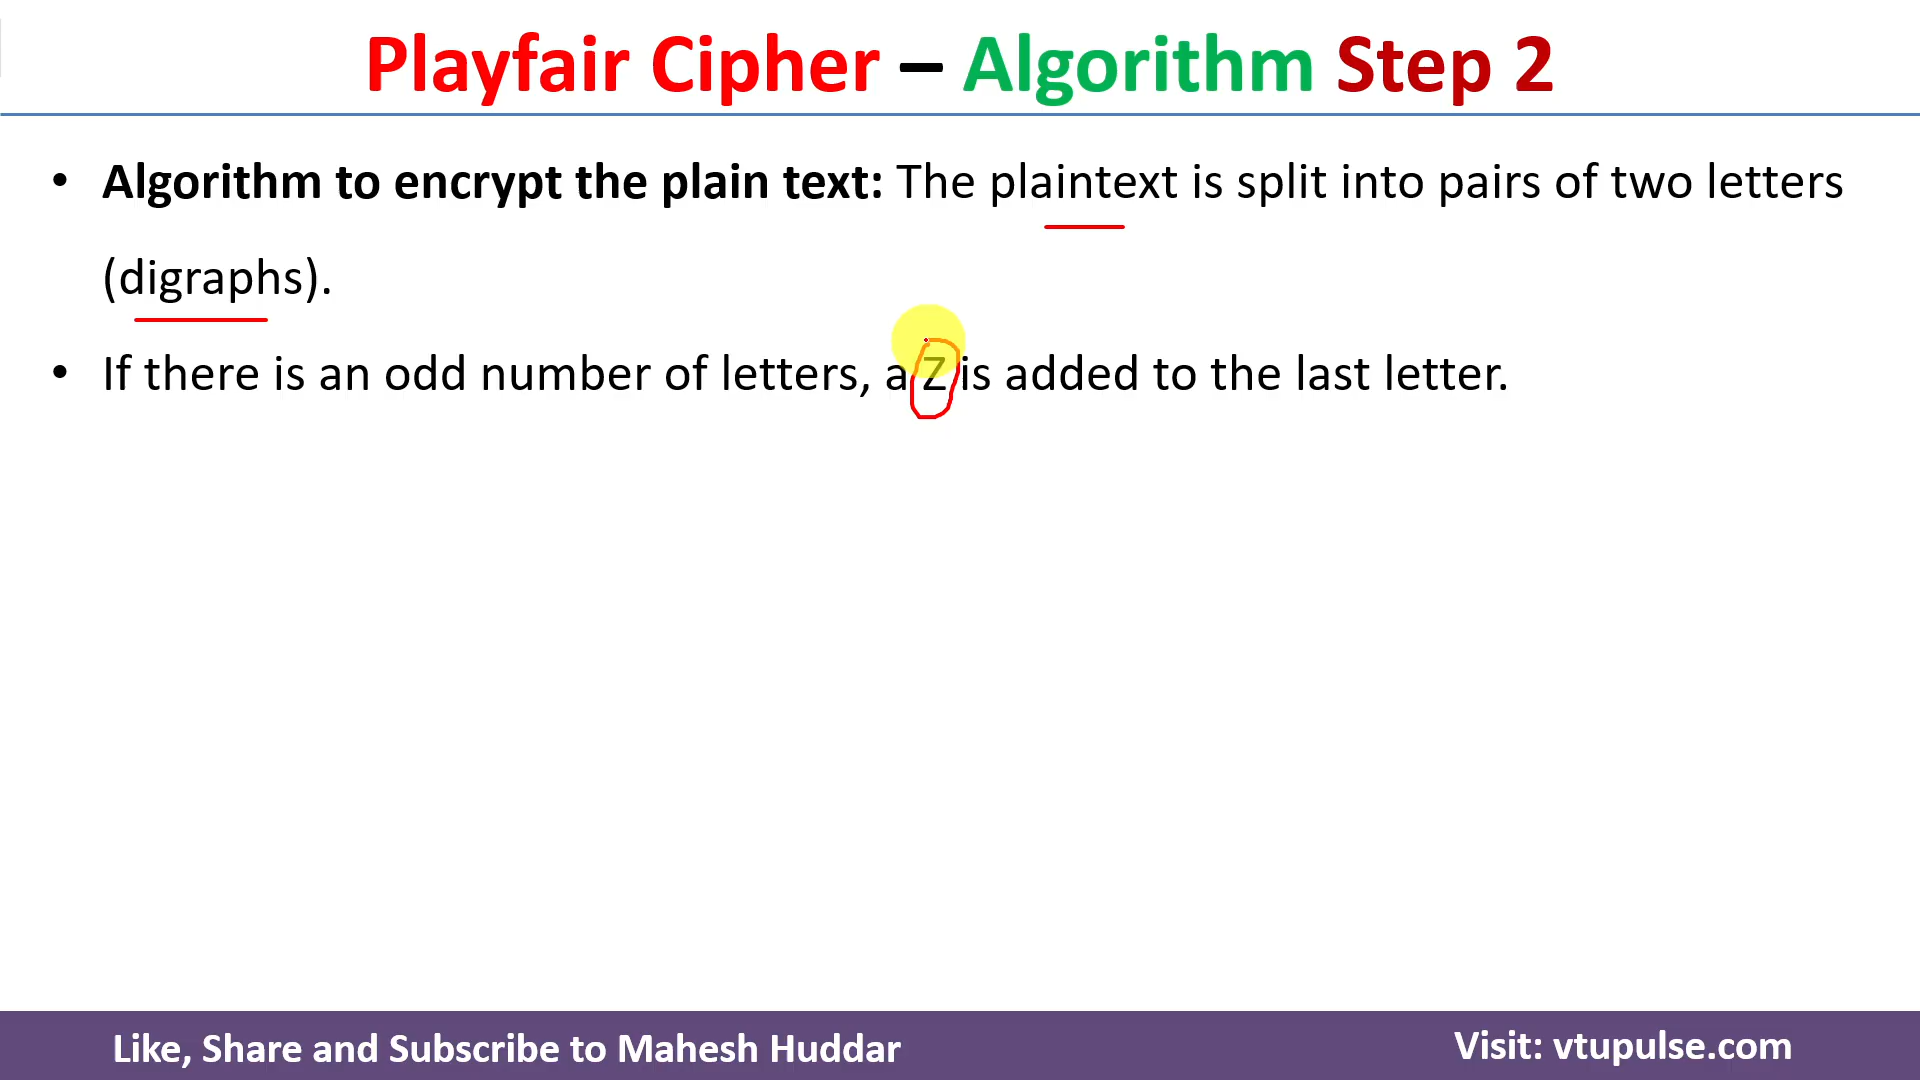 Playfair Cipher – Algorithm Step 2
• Algorithm to encrypt the plain text: The plaintext is split into pairs of two letters
(digraphs).
• If there is an odd number of letters, a Z is added to the last letter.
Like, Share and Subscribe to Mahesh Huddar
Visit: vtupulse.com